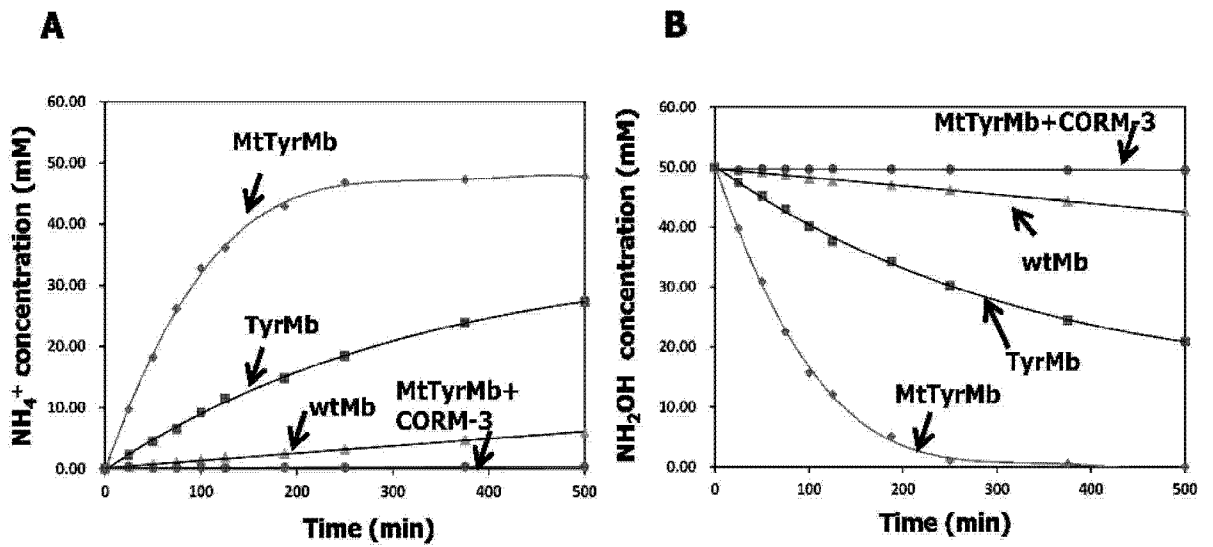 A
NH₄⁺ concentration (mM)
60.00
50.00
40.00
30.00
20.00
10.00
0.00
0
100
200
300
400
500
Time (min)
MtTyrMb
TyrMb
wtMb
MtTyrMb+
CORM-3
B
NH₂OH concentration (mM)
60.00
50.00
40.00
30.00
20.00
10.00
0.00
0
100
200
300
400
500
Time (min)
MtTyrMb+CORM-3
wtMb
TyrMb
MtTyrMb